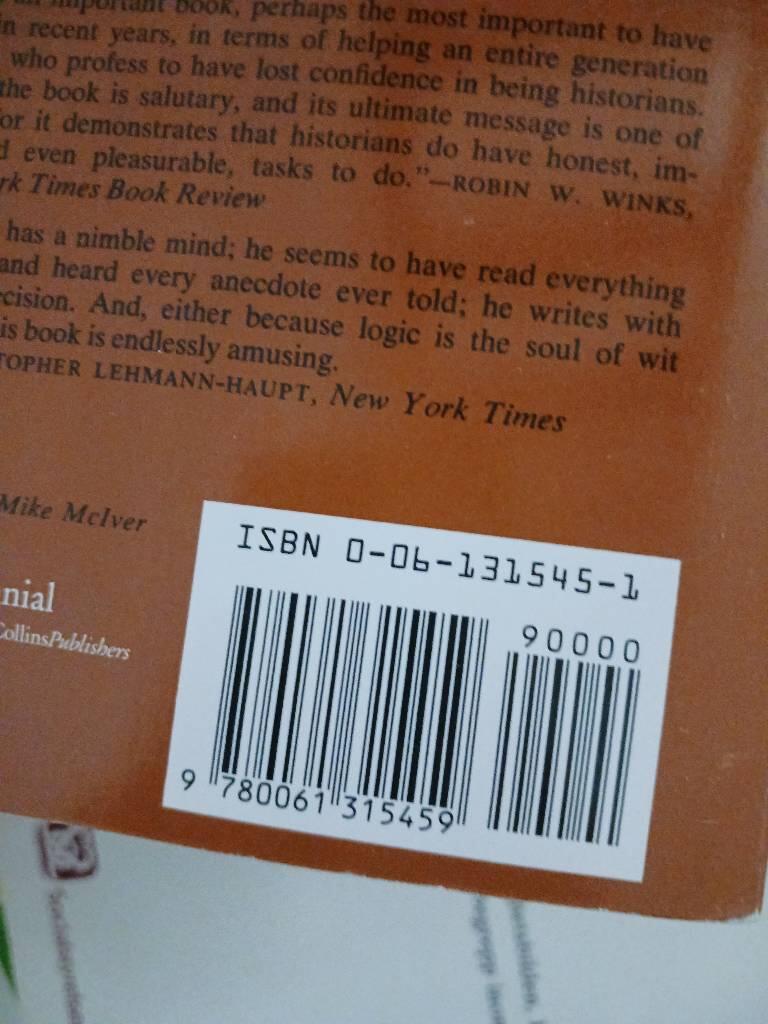 important book, perhaps the most important to have
in recent years, in terms of helping an entire generation
who profess to have lost confidence in being historians.
the book is salutary, and its ultimate message is one of
for it demonstrates that historians do have honest, im-
d even pleasurable, tasks to do."—ROBIN W. WINKS,
rk Times Book Review
has a nimble mind; he seems to have read everything
and heard every anecdote ever told; he writes with
cision. And, either because logic is the soul of wit
is book is endlessly amusing.
TOPHER LEHMANN-HAUPT, New York Times
Mike McIver
nial
CollinsPublishers
ISBN 0-06-131545-1
90000
9 780061 315459